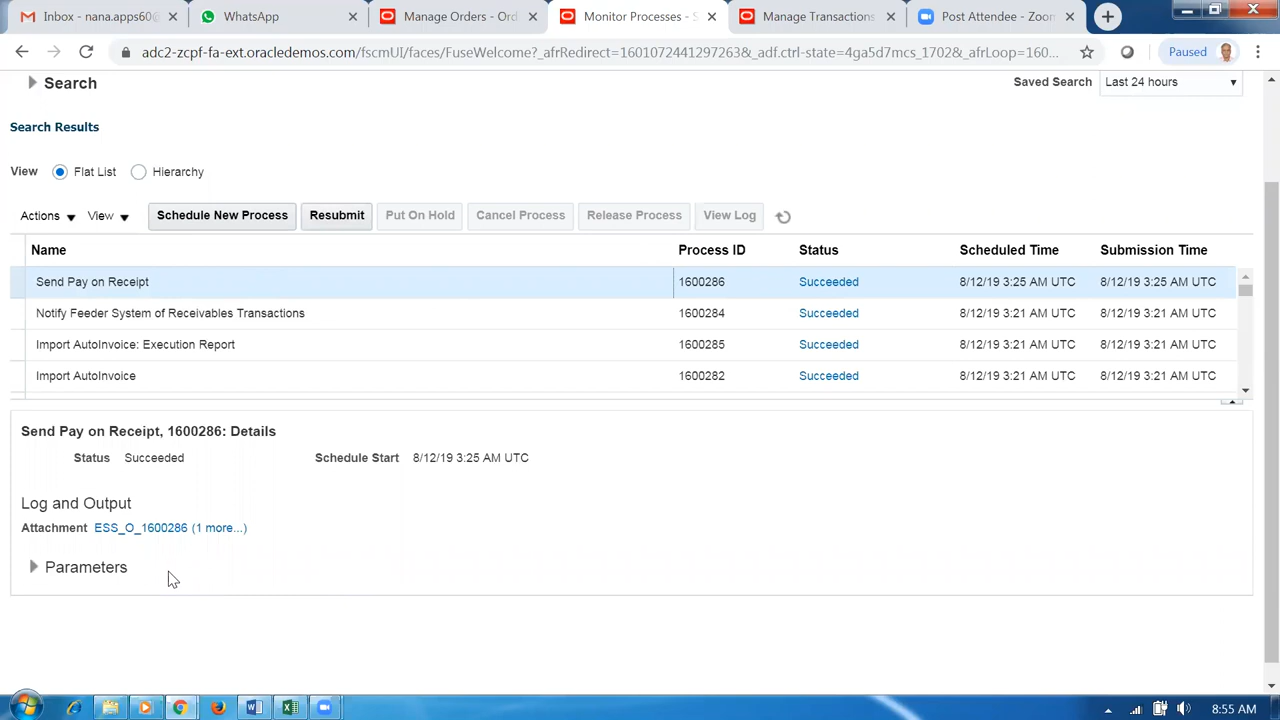 Inbox - nana.apps60@
WhatsApp
Manage Orders
Monitor Processes - S
Manage Transactions
Post Attendee - Zoom
adc2-zcpf-fa-ext.oracledemos.com/fscmUI/faces/FuseWelcome?_afrRedirect=1601072441297263&_adf.ctrl-state=4ga5d7mcs_1702&_afrLoop=160...
Paused
Search
Saved Search Last 24 hours
Search Results
View Flat List Hierarchy
Actions View Schedule New Process Resubmit Put On Hold Cancel Process Release Process View Log
Name Process ID Status Scheduled Time Submission Time
Send Pay on Receipt 1600286 Succeeded 8/12/19 3:25 AM UTC 8/12/19 3:25 AM UTC
Notify Feeder System of Receivables Transactions 1600284 Succeeded 8/12/19 3:21 AM UTC 8/12/19 3:21 AM UTC
Import AutoInvoice: Execution Report 1600285 Succeeded 8/12/19 3:21 AM UTC 8/12/19 3:21 AM UTC
Import AutoInvoice 1600282 Succeeded 8/12/19 3:21 AM UTC 8/12/19 3:21 AM UTC
Send Pay on Receipt, 1600286: Details
Status Succeeded Schedule Start 8/12/19 3:25 AM UTC
Log and Output
Attachment ESS_O_1600286 (1 more...)
Parameters
8:55 AM